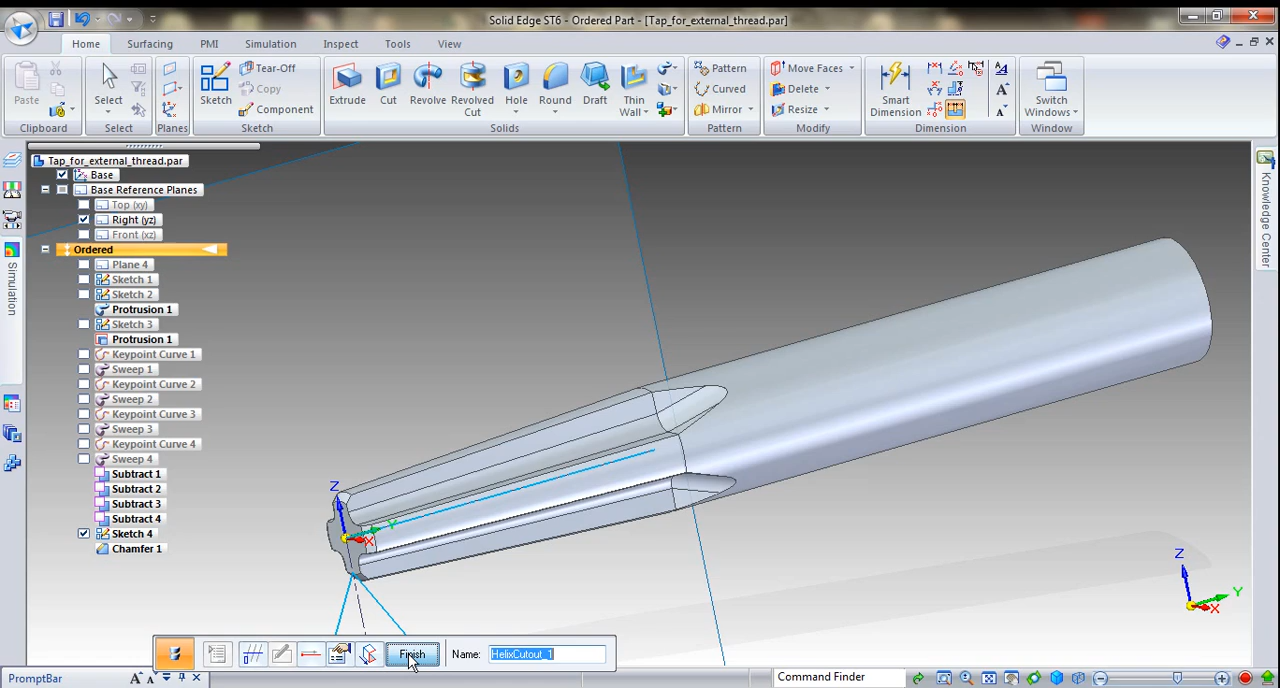 Solid Edge ST6 - Ordered Part - [Tap_for_external_thread.par]
Home Surfacing PMI Simulation Inspect Tools View
Paste Select Sketch Tear-Off Copy Component Extrude Cut Revolve Revolved Cut Hole Round Draft Thin Wall Pattern Curved Mirror Move Faces Delete Resize Smart Dimension Switch Windows
Clipboard Select Planes Sketch Solids Pattern Modify Dimension Window
Tap_for_external_thread.par
Base
Base Reference Planes
Top (xy)
Right (yz)
Front (xz)
Ordered
Plane 4
Sketch 1
Sketch 2
Protrusion 1
Sketch 3
Protrusion 1
Keypoint Curve 1
Sweep 1
Keypoint Curve 2
Sweep 2
Keypoint Curve 3
Sweep 3
Keypoint Curve 4
Sweep 4
Subtract 1
Subtract 2
Subtract 3
Subtract 4
Sketch 4
Chamfer 1
Simulation
Knowledge Center
Z
Y
X
Z
Y
X
Finish Name: HelixCutout_1
PromptBar
Command Finder